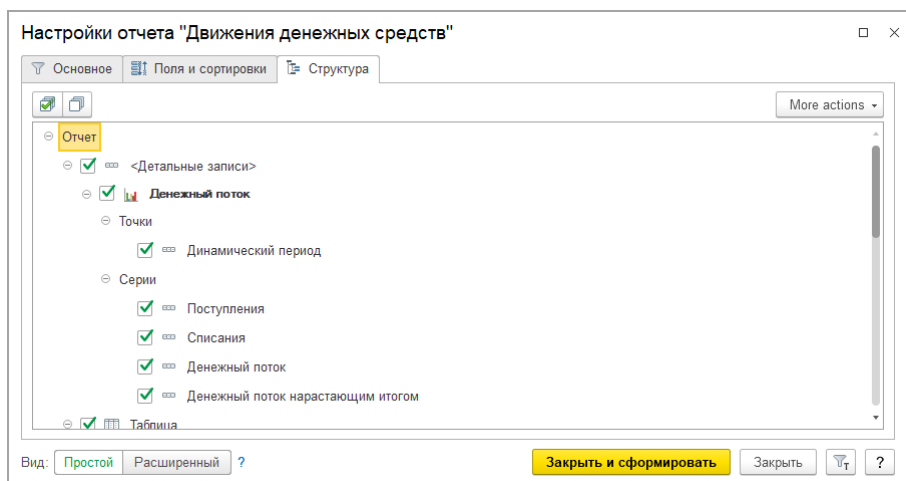 Настройки отчета "Движения денежных средств"
Основное Поля и сортировки Структура
More actions
Отчет
<Детальные записи>
Денежный поток
Точки
Динамический период
Серии
Поступления
Списания
Денежный поток
Денежный поток нарастающим итогом
Таблица
Вид: Простой Расширенный ? Закрыть и сформировать Закрыть ?